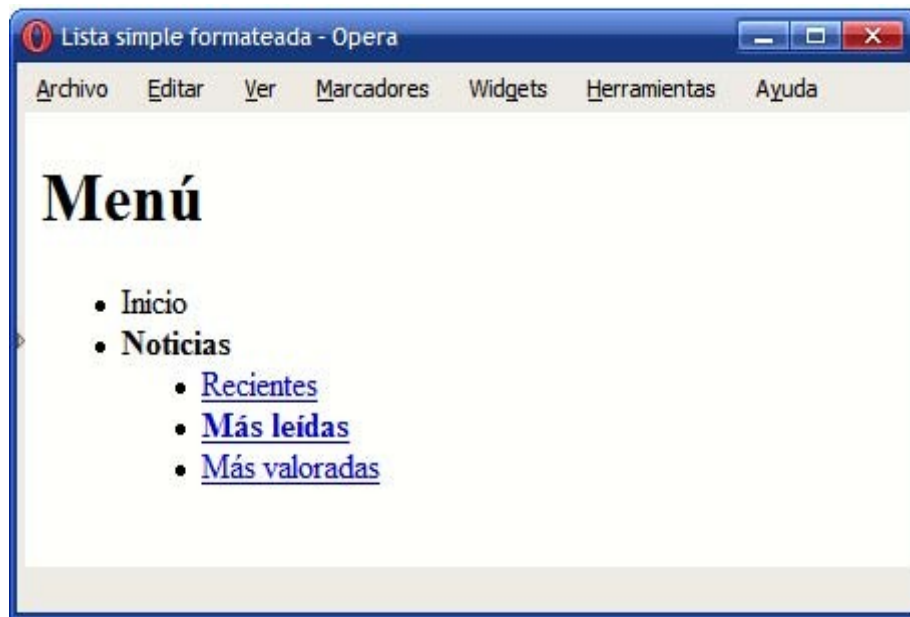 Lista simple formateada - Opera
Archivo Editar Ver Marcadores Widgets Herramientas Ayuda
Menú
Inicio
Noticias
Recientes
Más leídas
Más valoradas